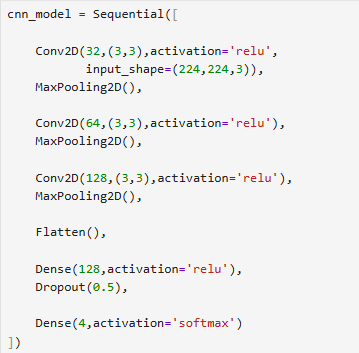 cnn_model = Sequential([
Conv2D(32,(3,3),activation='relu',
input_shape=(224,224,3)),
MaxPooling2D(),
Conv2D(64,(3,3),activation='relu'),
MaxPooling2D(),
Conv2D(128,(3,3),activation='relu'),
MaxPooling2D(),
Flatten(),
Dense(128,activation='relu'),
Dropout(0.5),
Dense(4,activation='softmax')
])